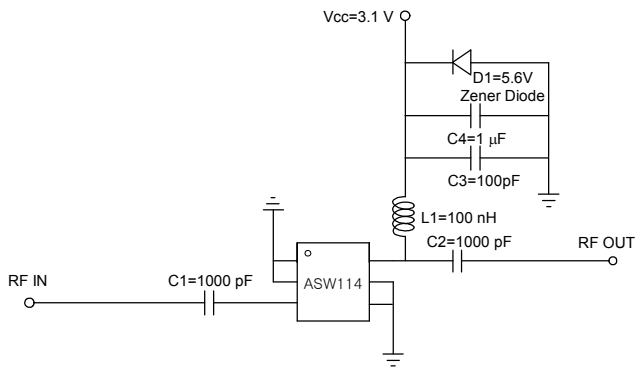 Vcc=3.1 V
D1=5.6V
Zener Diode
C4=1 μF
C3=100pF
L1=100 nH
C2=1000 pF
RF OUT
RF IN
C1=1000 pF
ASW114